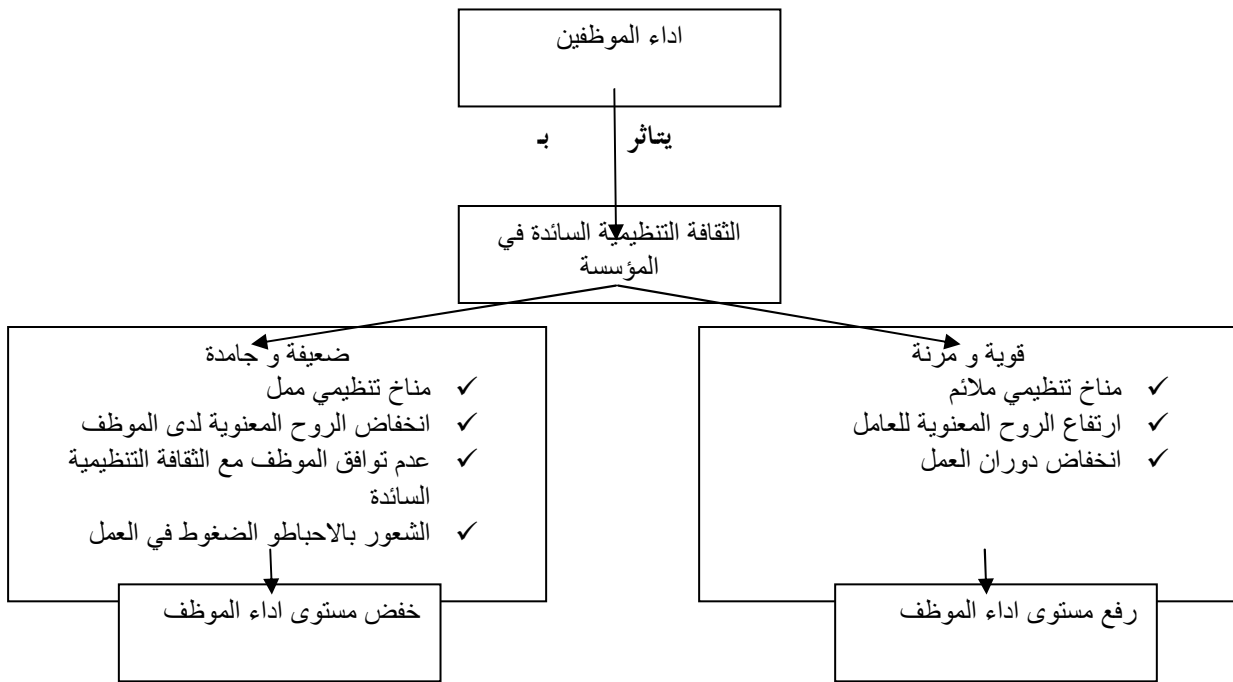 اداء الموظفين
يتاثر بـ
الثقافة التنظيمية السائدة في
المؤسسة
قوية و مرنة
✓ مناخ تنظيمي ملائم
✓ ارتفاع الروح المعنوية للعامل
✓ انخفاض دوران العمل
رفع مستوى اداء الموظف
ضعيفة و جامدة
✓ مناخ تنظيمي ممل
✓ انخفاض الروح المعنوية لدى الموظف
✓ عدم توافق الموظف مع الثقافة التنظيمية
السائدة
✓ الشعور بالاحباطو الضغوط في العمل
خفض مستوى اداء الموظف